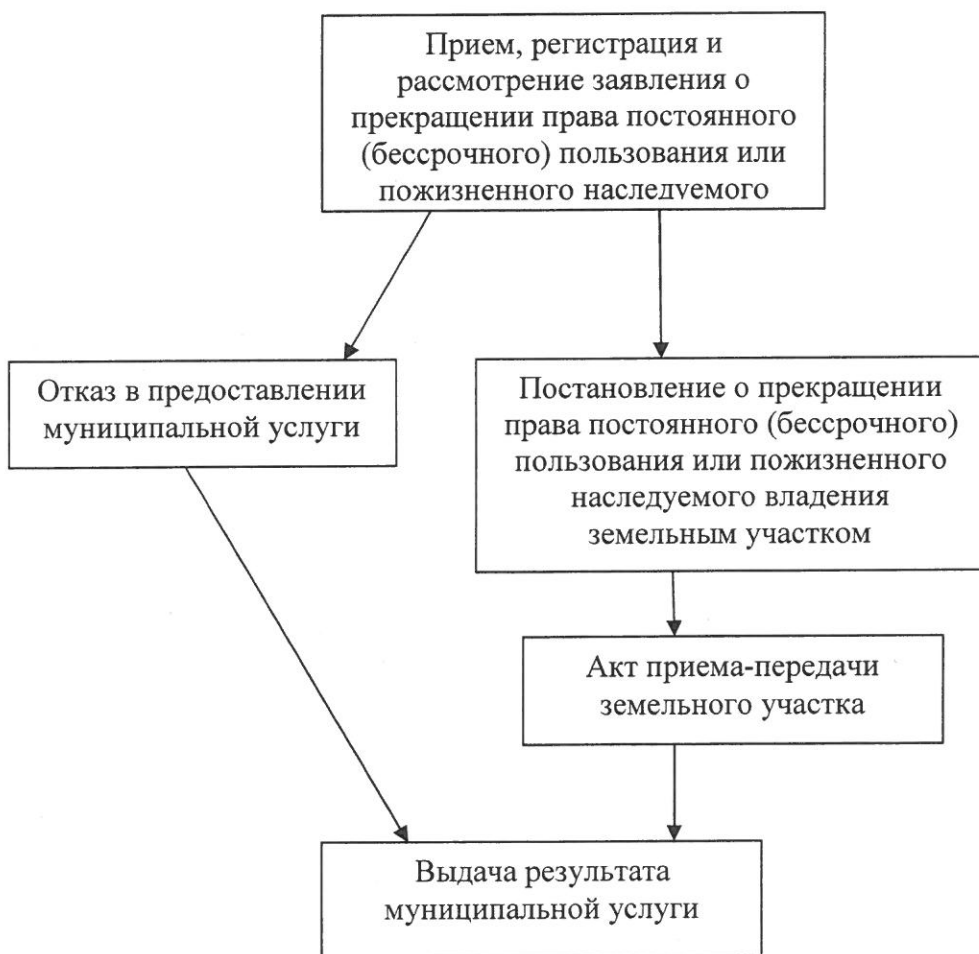 Прием, регистрация и
рассмотрение заявления о
прекращении права постоянного
(бессрочного) пользования или
пожизненного наследуемого
Отказ в предоставлении
муниципальной услуги
Постановление о прекращении
права постоянного (бессрочного)
пользования или пожизненного
наследуемого владения
земельным участком
Акт приема-передачи
земельного участка
Выдача результата
муниципальной услуги